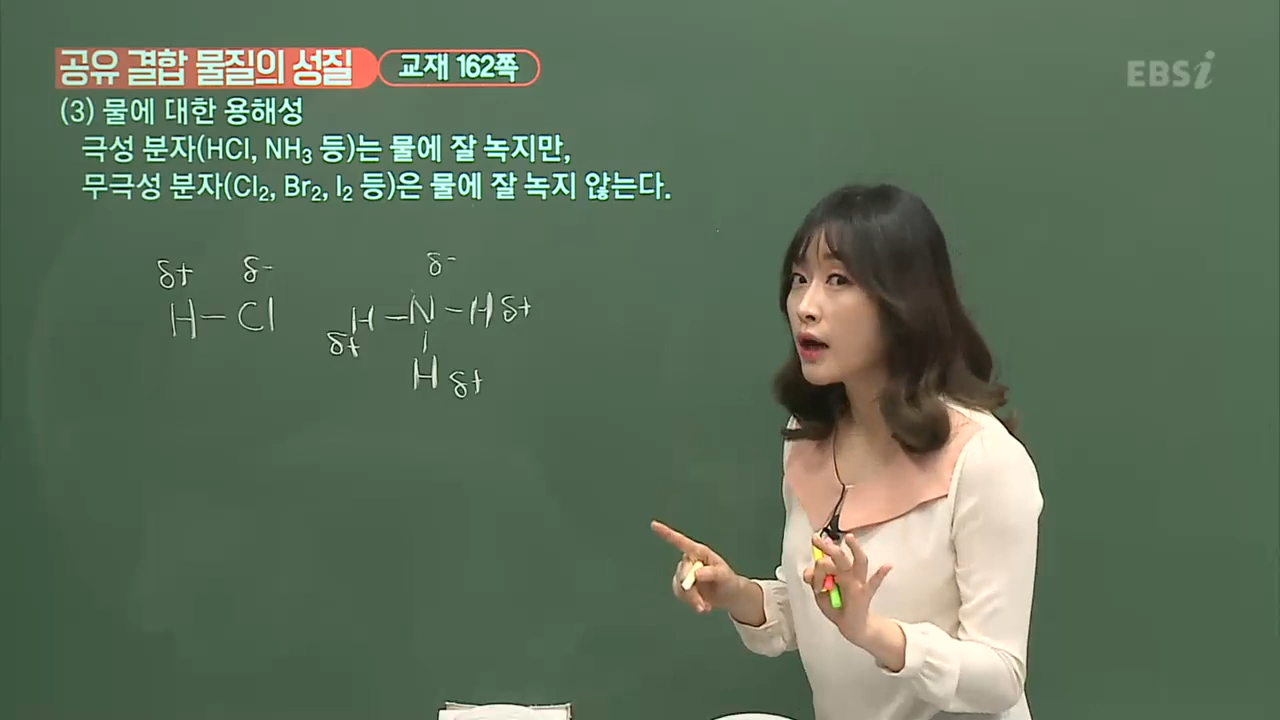 공유 결합 물질의 성질 교재 162쪽
EBSi
(3) 물에 대한 용해성
극성 분자(HCl, NH₃ 등)는 물에 잘 녹지만,
무극성 분자(Cl₂, Br₂, I₂ 등)은 물에 잘 녹지 않는다.
δ+ δ- δ-
H-Cl H-N-H δ+
δ+
H δ+